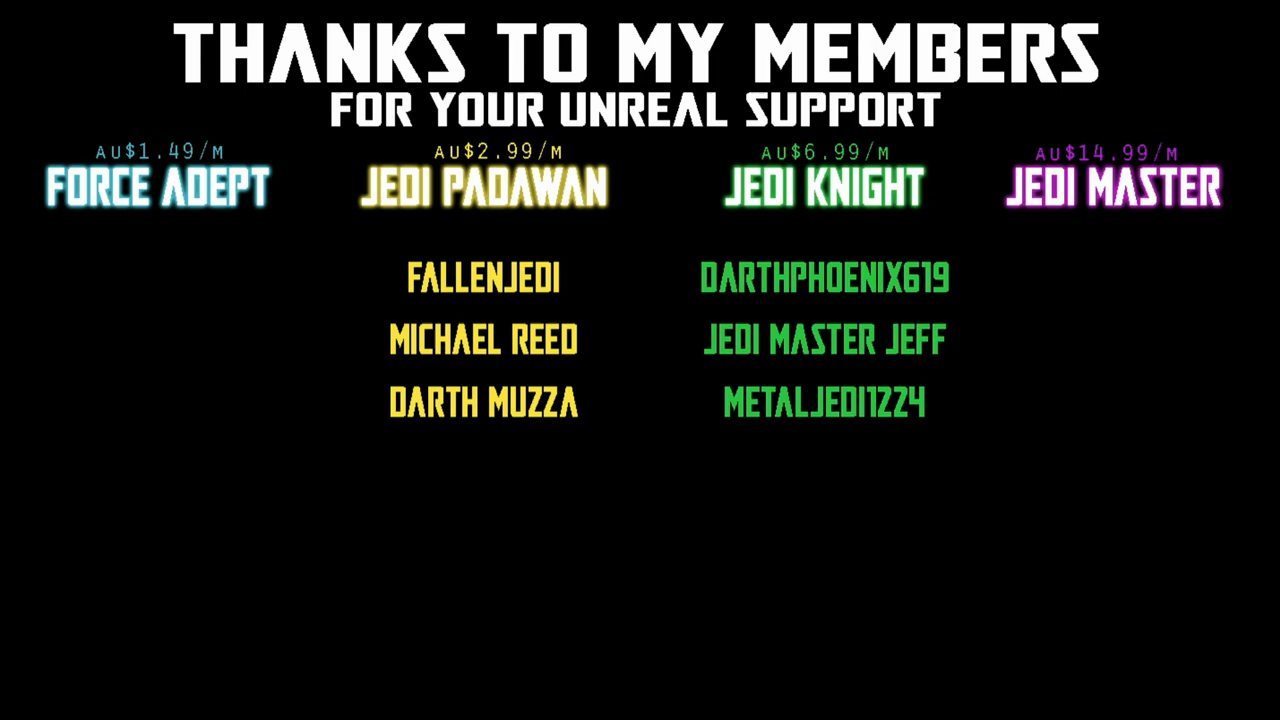 THANKS TO MY MEMBERS
FOR YOUR UNREAL SUPPORT
AU$1.49/M AU$2.99/M AU$6.99/M AU$14.99/M
FORCE ADEPT JEDI PADAWAN JEDI KNIGHT JEDI MASTER
FALLENJEDI DARTHPHOENIX619
MICHAEL REED JEDI MASTER JEFF
DARTH MUZZA METALJEDI1224